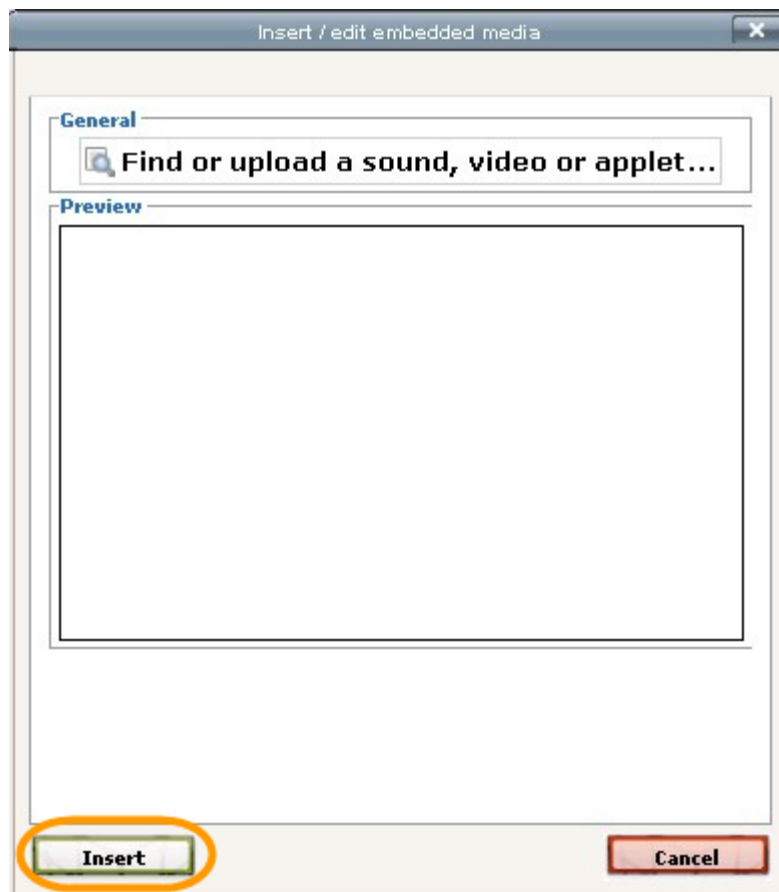 Insert / edit embedded media
General
Find or upload a sound, video or applet...
Preview
Insert
Cancel